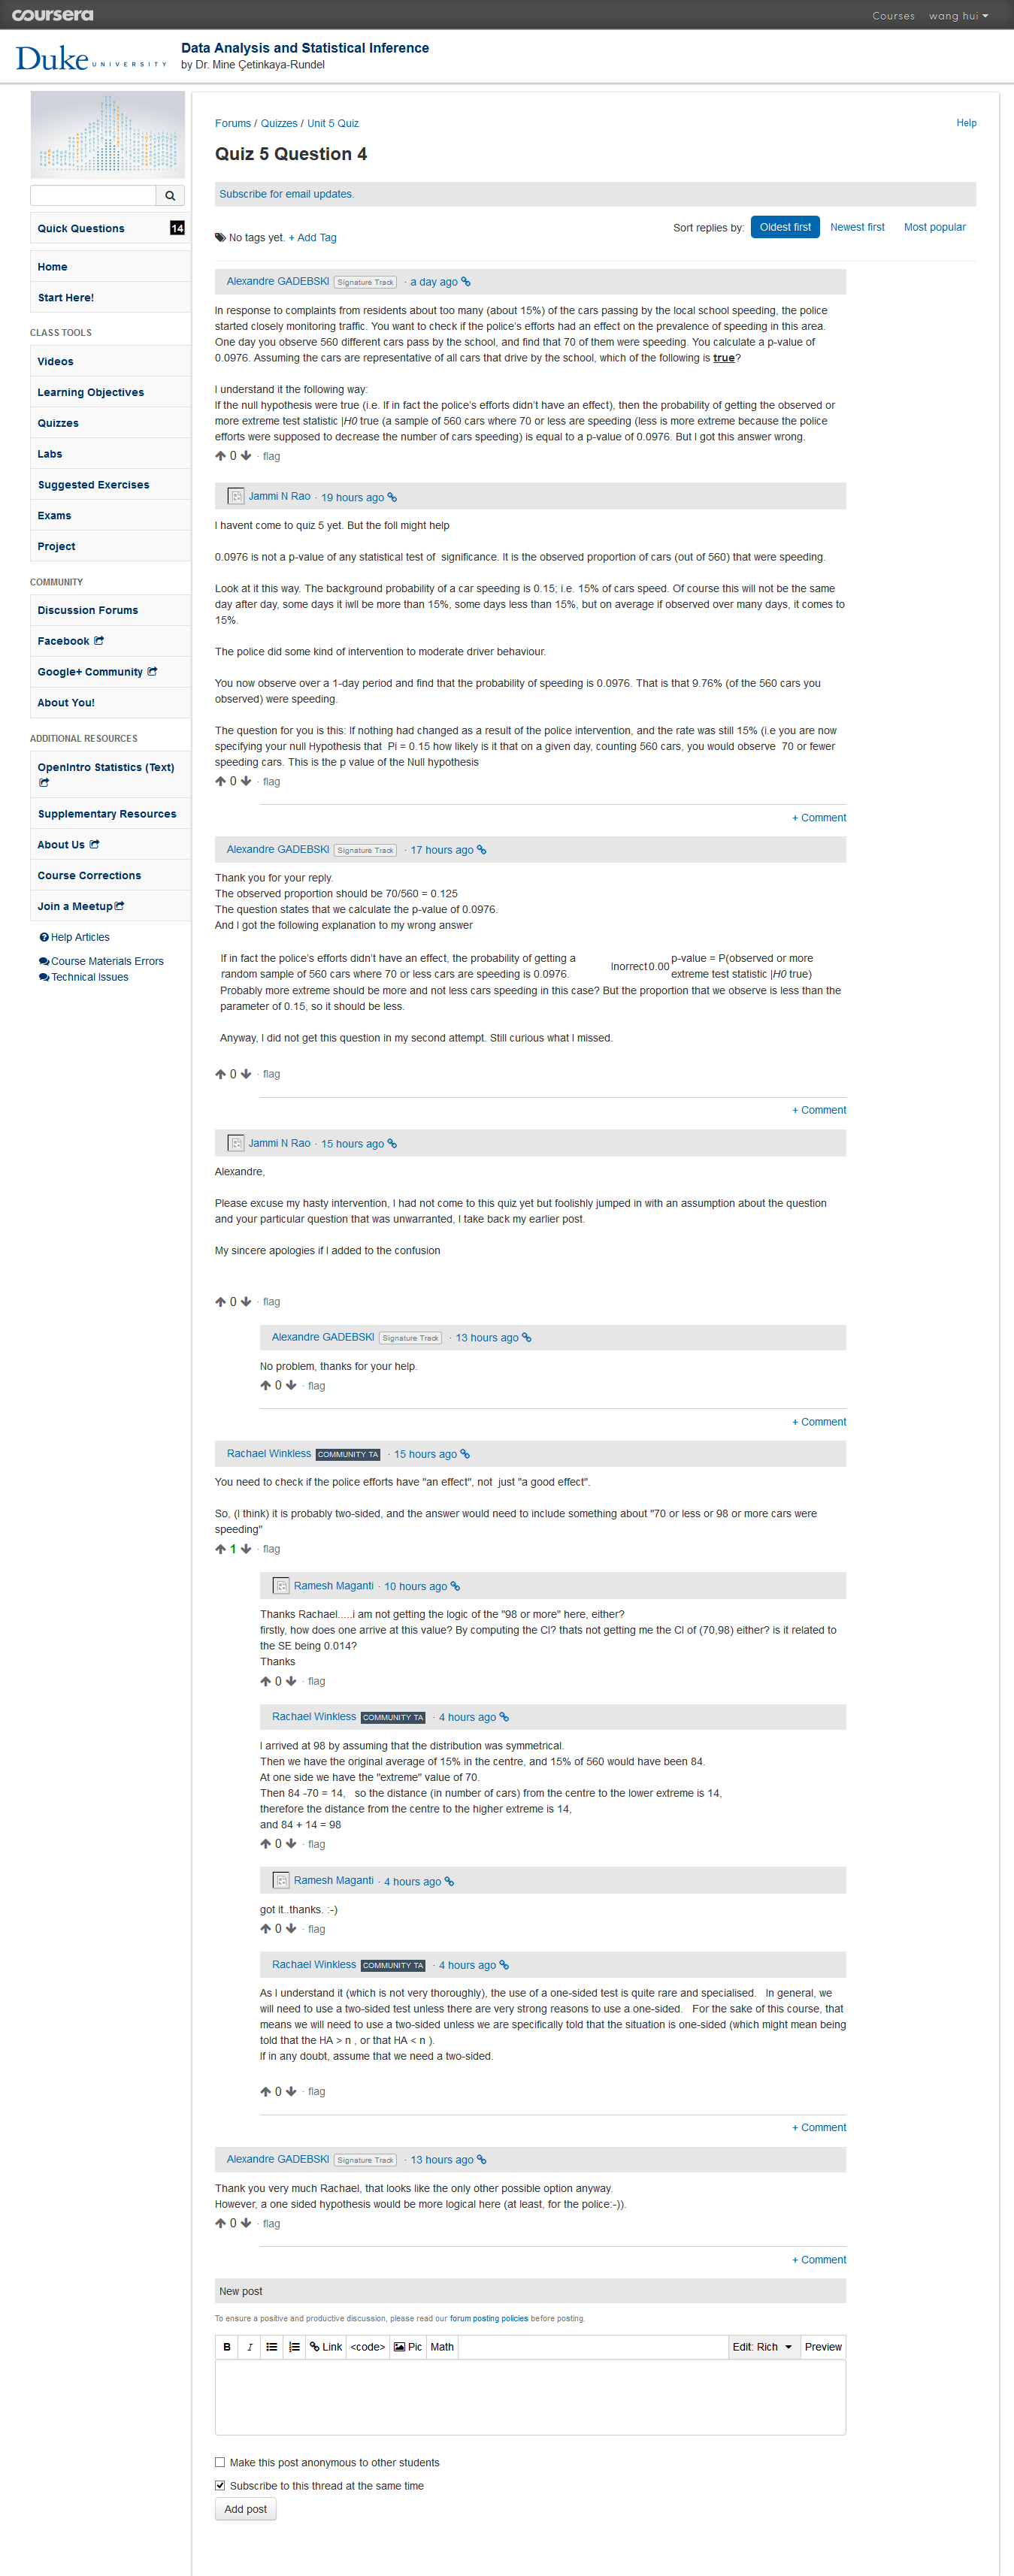 coursera
Courses wang hui
Duke UNIVERSITY
Data Analysis and Statistical Inference
by Dr. Mine Çetinkaya-Rundel
Quick Questions 14
Home
Start Here!
CLASS TOOLS
Videos
Learning Objectives
Quizzes
Labs
Suggested Exercises
Exams
Project
COMMUNITY
Discussion Forums
Facebook
Google+ Community
About You!
ADDITIONAL RESOURCES
OpenIntro Statistics (Text)
Supplementary Resources
About Us
Course Corrections
Join a Meetup
Help Articles
Course Materials Errors
Technical Issues
Forums / Quizzes / Unit 5 Quiz
Help
Quiz 5 Question 4
Subscribe for email updates.
No tags yet. + Add Tag
Sort replies by: Oldest first Newest first Most popular
Alexandre GADEBSKI Signature Track · a day ago
In response to complaints from residents about too many (about 15%) of the cars passing by the local school speeding, the police
started closely monitoring traffic. You want to check if the police's efforts had an effect on the prevalence of speeding in this area.
One day you observe 560 different cars pass by the school, and find that 70 of them were speeding. You calculate a p-value of
0.0976. Assuming the cars are representative of all cars that drive by the school, which of the following is true?
I understand it the following way:
If the null hypothesis were true (i.e. If in fact the police's efforts didn't have an effect), then the probability of getting the observed or
more extreme test statistic |H0 true (a sample of 560 cars where 70 or less are speeding (less is more extreme because the police
efforts were supposed to decrease the number of cars speeding) is equal to a p-value of 0.0976. But I got this answer wrong.
0 · flag
Jammi N Rao · 19 hours ago
I havent come to quiz 5 yet. But the foll might help
0.0976 is not a p-value of any statistical test of significance. It is the observed proportion of cars (out of 560) that were speeding.
Look at it this way. The background probability of a car speeding is 0.15; i.e. 15% of cars speed. Of course this will not be the same
day after day, some days it iwll be more than 15%, some days less than 15%, but on average if observed over many days, it comes to
15%.
The police did some kind of intervention to moderate driver behaviour.
You now observe over a 1-day period and find that the probability of speeding is 0.0976. That is that 9.76% (of the 560 cars you
observed) were speeding.
The question for you is this: If nothing had changed as a result of the police intervention, and the rate was still 15% (i.e you are now
specifying your null Hypothesis that Pi = 0.15 how likely is it that on a given day, counting 560 cars, you would observe 70 or fewer
speeding cars. This is the p value of the Null hypothesis
0 · flag
+ Comment
Alexandre GADEBSKI Signature Track · 17 hours ago
Thank you for your reply.
The observed proportion should be 70/560 = 0.125
The question states that we calculate the p-value of 0.0976.
And I got the following explanation to my wrong answer
If in fact the police's efforts didn't have an effect, the probability of getting a
random sample of 560 cars where 70 or less cars are speeding is 0.0976.
Inorrect 0.00
p-value = P(observed or more
extreme test statistic |H0 true)
Probably more extreme should be more and not less cars speeding in this case? But the proportion that we observe is less than the
parameter of 0.15, so it should be less.
Anyway, I did not get this question in my second attempt. Still curious what I missed.
0 · flag
+ Comment
Jammi N Rao · 15 hours ago
Alexandre,
Please excuse my hasty intervention, I had not come to this quiz yet but foolishly jumped in with an assumption about the question
and your particular question that was unwarranted, I take back my earlier post.
My sincere apologies if I added to the confusion
0 · flag
Alexandre GADEBSKI Signature Track · 13 hours ago
No problem, thanks for your help.
0 · flag
+ Comment
Rachael Winkless COMMUNITY TA · 15 hours ago
You need to check if the police efforts have "an effect", not just "a good effect".
So, (I think) it is probably two-sided, and the answer would need to include something about "70 or less or 98 or more cars were
speeding"
1 · flag
Ramesh Maganti · 10 hours ago
Thanks Rachael.....i am not getting the logic of the "98 or more" here, either?
firstly, how does one arrive at this value? By computing the CI? thats not getting me the CI of (70,98) either? is it related to
the SE being 0.014?
Thanks
0 · flag
Rachael Winkless COMMUNITY TA · 4 hours ago
I arrived at 98 by assuming that the distribution was symmetrical.
Then we have the original average of 15% in the centre, and 15% of 560 would have been 84.
At one side we have the "extreme" value of 70.
Then 84 -70 = 14, so the distance (in number of cars) from the centre to the lower extreme is 14,
therefore the distance from the centre to the higher extreme is 14,
and 84 + 14 = 98
0 · flag
Ramesh Maganti · 4 hours ago
got it..thanks. :-)
0 · flag
Rachael Winkless COMMUNITY TA · 4 hours ago
As I understand it (which is not very thoroughly), the use of a one-sided test is quite rare and specialised. In general, we
will need to use a two-sided test unless there are very strong reasons to use a one-sided. For the sake of this course, that
means we will need to use a two-sided unless we are specifically told that the situation is one-sided (which might mean being
told that the HA > n , or that HA < n ).
If in any doubt, assume that we need a two-sided.
0 · flag
+ Comment
Alexandre GADEBSKI Signature Track · 13 hours ago
Thank you very much Rachael, that looks like the only other possible option anyway.
However, a one sided hypothesis would be more logical here (at least, for the police:-)).
0 · flag
+ Comment
New post
To ensure a positive and productive discussion, please read our forum posting policies before posting.
B I Link <code> Pic Math Edit: Rich Preview
Make this post anonymous to other students
Subscribe to this thread at the same time
Add post